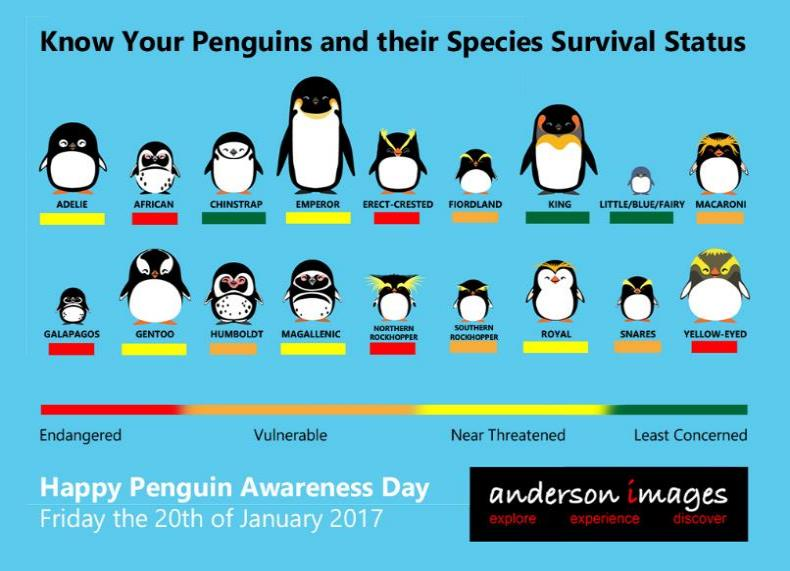 Know Your Penguins and their Species Survival Status
ADELIE
AFRICAN
CHINSTRAP
EMPEROR
ERECT-CRESTED
FIORDLAND
KING
LITTLE/BLUE/FAIRY
MACARONI
GALAPAGOS
GENTOO
HUMBOLDT
MAGALLENIC
NORTHERN
ROCKHOPPER
SOUTHERN
ROCKHOPPER
ROYAL
SNARES
YELLOW-EYED
Endangered
Vulnerable
Near Threatened
Least Concerned
Happy Penguin Awareness Day
Friday the 20th of January 2017
anderson images
explore experience discover